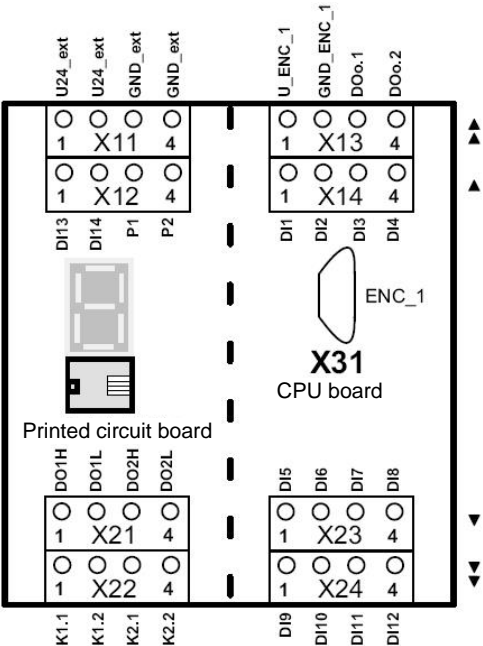 U24_ext U24_ext GND_ext GND_ext U_ENC_1 GND_ENC_1 DOo.1 DOo.2
1 X11 4 1 X13 4
1 X12 4 1 X14 4
DI13 DI14 P1 P2 DI1 DI2 DI3 DI4
ENC_1
X31
CPU board
Printed circuit board
DO1H DO1L DO2H DO2L DI5 DI6 DI7 DI8
1 X21 4 1 X23 4
1 X22 4 1 X24 4
K1.1 K1.2 K2.1 K2.2 DI9 DI10 DI11 DI12